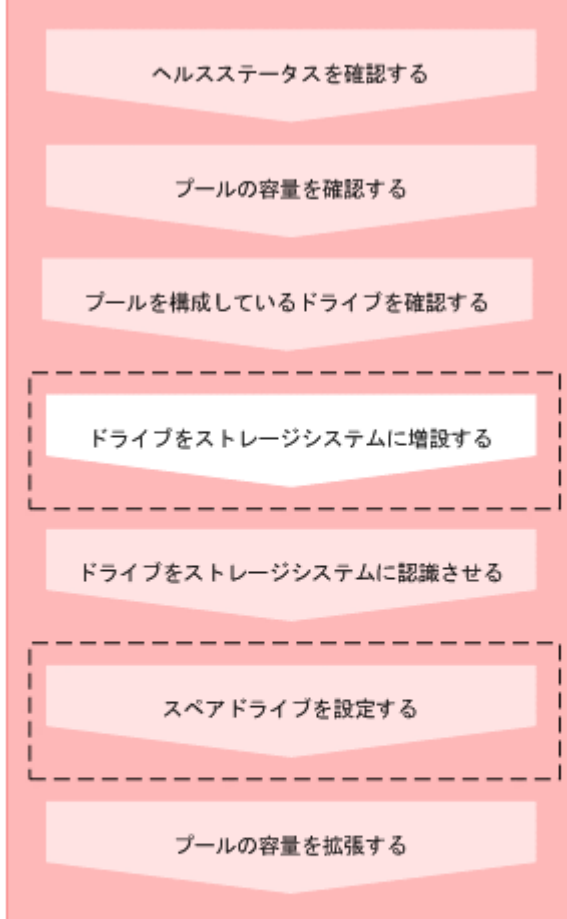 ヘルスステータスを確認する
プールの容量を確認する
プールを構成しているドライブを確認する
ドライブをストレージシステムに増設する
ドライブをストレージシステムに認識させる
スペアドライブを設定する
プールの容量を拡張する